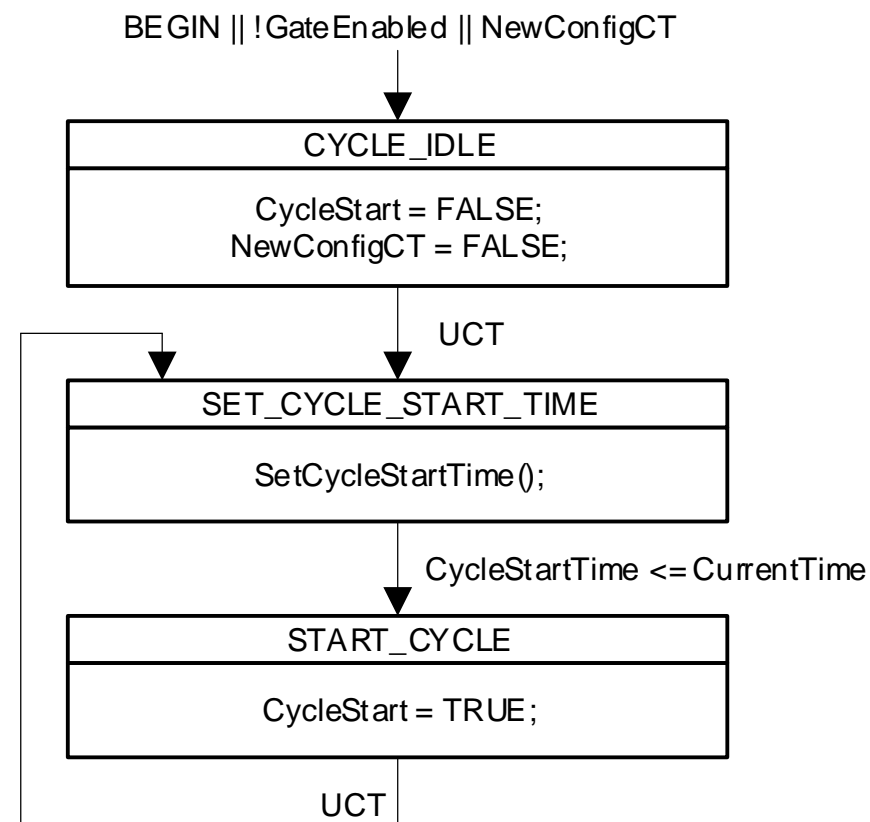 BEGIN || !GateEnabled || NewConfigCT
CYCLE_IDLE
CycleStart = FALSE;
NewConfigCT = FALSE;
UCT
SET_CYCLE_START_TIME
SetCycleStartTime();
CycleStartTime <= CurrentTime
START_CYCLE
CycleStart = TRUE;
UCT